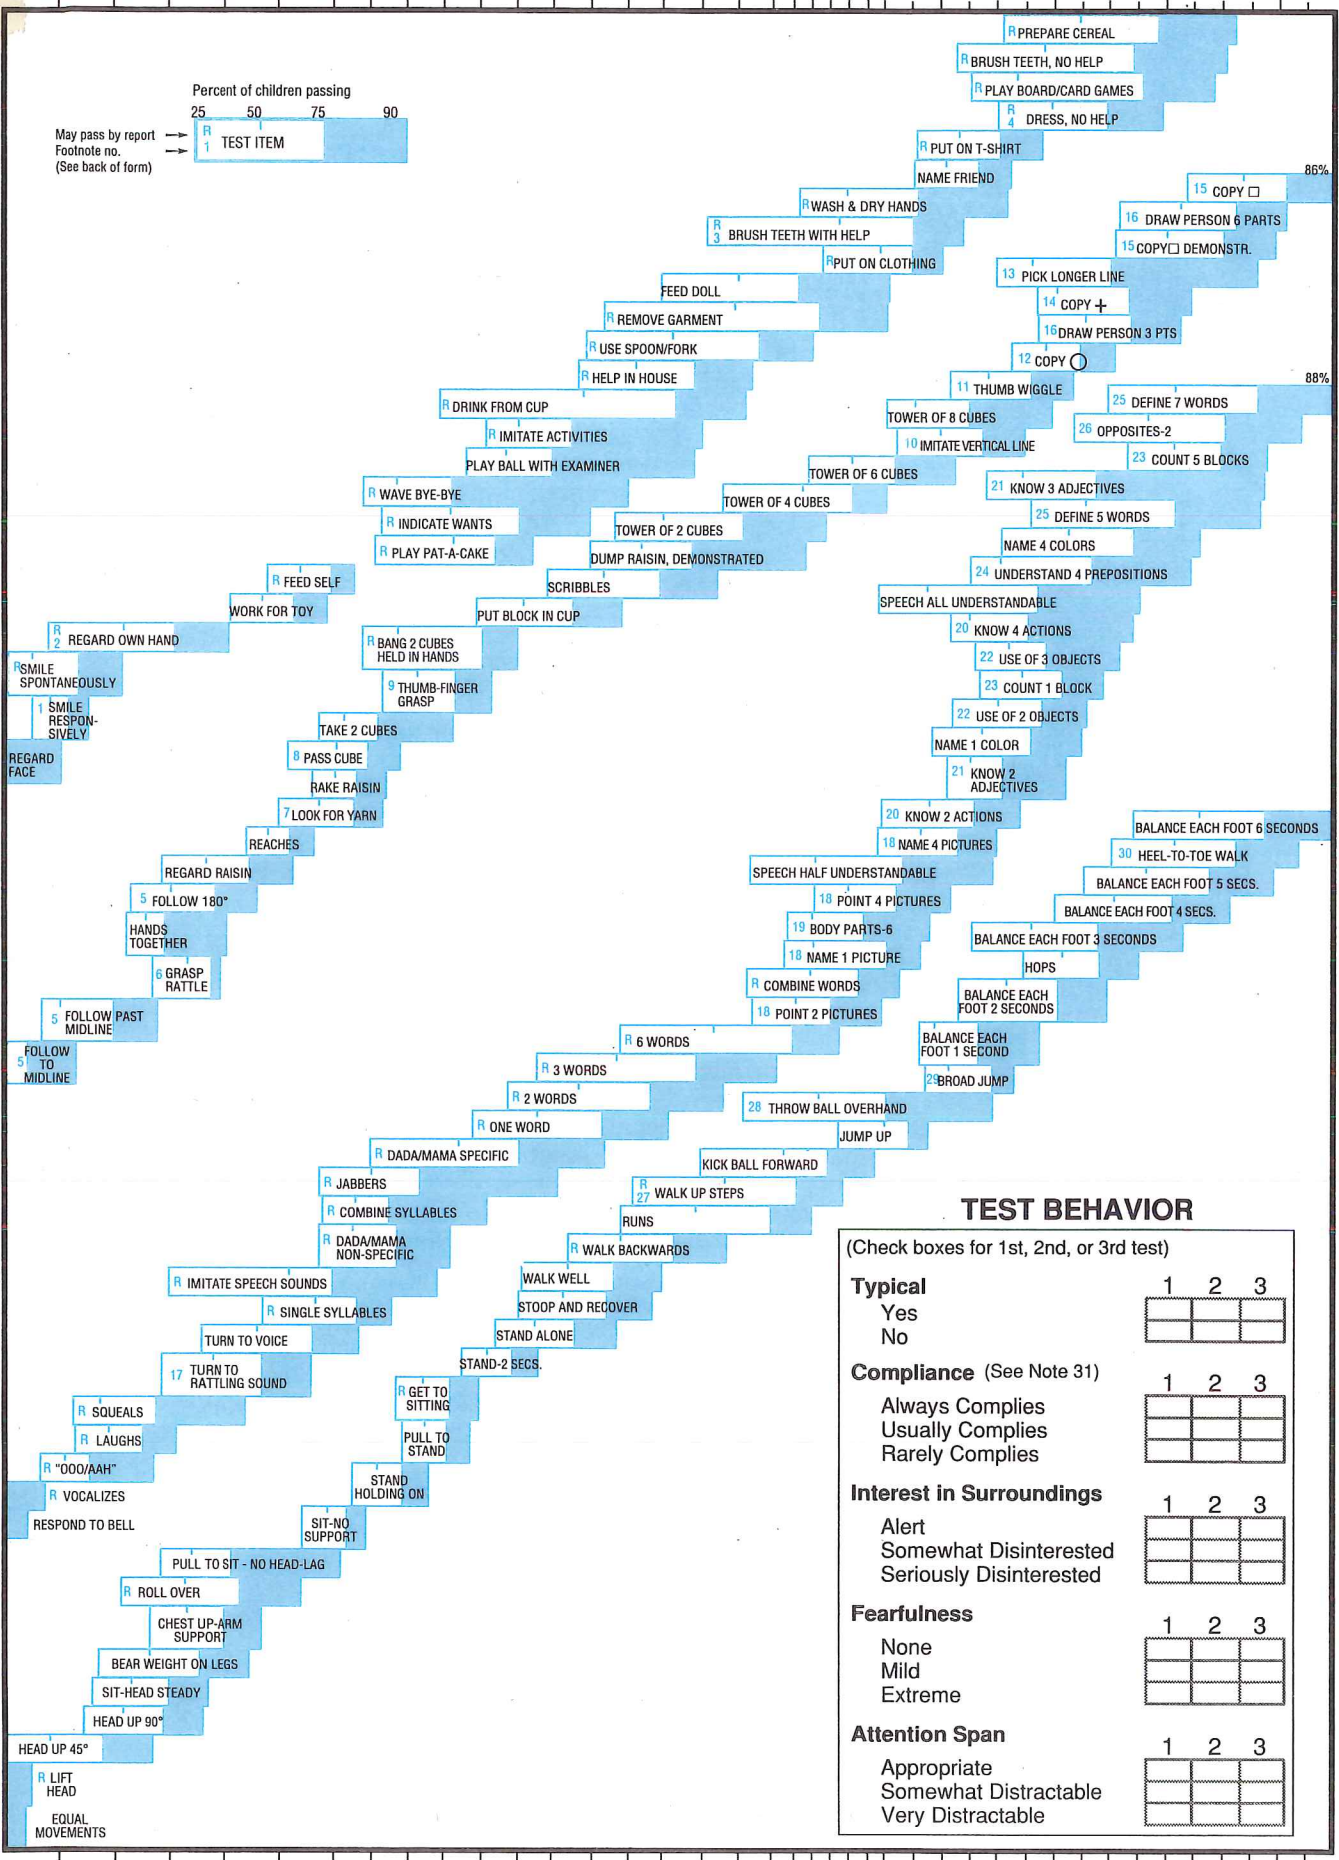 Percent of children passing
25 50 75 90
May pass by report
Footnote no.
(See back of form)
R
1 TEST ITEM
R PREPARE CEREAL
R BRUSH TEETH, NO HELP
R PLAY BOARD/CARD GAMES
R
4 DRESS, NO HELP
R PUT ON T-SHIRT
NAME FRIEND
R WASH & DRY HANDS
R
3 BRUSH TEETH WITH HELP
R PUT ON CLOTHING
FEED DOLL
R REMOVE GARMENT
R USE SPOON/FORK
R HELP IN HOUSE
R DRINK FROM CUP
R IMITATE ACTIVITIES
PLAY BALL WITH EXAMINER
R WAVE BYE-BYE
R INDICATE WANTS
R PLAY PAT-A-CAKE
R FEED SELF
WORK FOR TOY
R
2 REGARD OWN HAND
R SMILE
SPONTANEOUSLY
1 SMILE
RESPON-
SIVELY
REGARD
FACE
86%
15 COPY □
16 DRAW PERSON 6 PARTS
15 COPY □ DEMONSTR.
13 PICK LONGER LINE
14 COPY +
16 DRAW PERSON 3 PTS
12 COPY ○
11 THUMB WIGGLE
TOWER OF 8 CUBES
10 IMITATE VERTICAL LINE
TOWER OF 6 CUBES
TOWER OF 4 CUBES
TOWER OF 2 CUBES
DUMP RAISIN, DEMONSTRATED
SCRIBBLES
PUT BLOCK IN CUP
R BANG 2 CUBES
HELD IN HANDS
9 THUMB-FINGER
GRASP
TAKE 2 CUBES
8 PASS CUBE
RAKE RAISIN
7 LOOK FOR YARN
REACHES
REGARD RAISIN
5 FOLLOW 180°
HANDS
TOGETHER
6 GRASP
RATTLE
5 FOLLOW PAST
MIDLINE
5 FOLLOW
TO
MIDLINE
88%
25 DEFINE 7 WORDS
26 OPPOSITES-2
23 COUNT 5 BLOCKS
21 KNOW 3 ADJECTIVES
25 DEFINE 5 WORDS
NAME 4 COLORS
24 UNDERSTAND 4 PREPOSITIONS
SPEECH ALL UNDERSTANDABLE
20 KNOW 4 ACTIONS
22 USE OF 3 OBJECTS
23 COUNT 1 BLOCK
22 USE OF 2 OBJECTS
NAME 1 COLOR
21 KNOW 2
ADJECTIVES
20 KNOW 2 ACTIONS
18 NAME 4 PICTURES
SPEECH HALF UNDERSTANDABLE
18 POINT 4 PICTURES
19 BODY PARTS-6
18 NAME 1 PICTURE
R COMBINE WORDS
18 POINT 2 PICTURES
R 6 WORDS
R 3 WORDS
R 2 WORDS
R ONE WORD
R DADA/MAMA SPECIFIC
R JABBERS
R COMBINE SYLLABLES
R DADA/MAMA
NON-SPECIFIC
R IMITATE SPEECH SOUNDS
R SINGLE SYLLABLES
TURN TO VOICE
17 TURN TO
RATTLING SOUND
R SQUEALS
R LAUGHS
R "OOO/AAH"
R VOCALIZES
RESPOND TO BELL
BALANCE EACH FOOT 6 SECONDS
30 HEEL-TO-TOE WALK
BALANCE EACH FOOT 5 SECS.
BALANCE EACH FOOT 4 SECS.
BALANCE EACH FOOT 3 SECONDS
HOPS
BALANCE EACH
FOOT 2 SECONDS
BALANCE EACH
FOOT 1 SECOND
29 BROAD JUMP
28 THROW BALL OVERHAND
JUMP UP
KICK BALL FORWARD
R
27 WALK UP STEPS
RUNS
R WALK BACKWARDS
WALK WELL
STOOP AND RECOVER
STAND ALONE
STAND-2 SECS.
R GET TO
SITTING
PULL TO
STAND
STAND
HOLDING ON
SIT-NO
SUPPORT
PULL TO SIT - NO HEAD-LAG
R ROLL OVER
CHEST UP-ARM
SUPPORT
BEAR WEIGHT ON LEGS
SIT-HEAD STEADY
HEAD UP 90°
HEAD UP 45°
R LIFT
HEAD
EQUAL
MOVEMENTS
TEST BEHAVIOR
(Check boxes for 1st, 2nd, or 3rd test)
Typical 1 2 3
Yes
No
Compliance (See Note 31) 1 2 3
Always Complies
Usually Complies
Rarely Complies
Interest in Surroundings 1 2 3
Alert
Somewhat Disinterested
Seriously Disinterested
Fearfulness 1 2 3
None
Mild
Extreme
Attention Span 1 2 3
Appropriate
Somewhat Distractable
Very Distractable